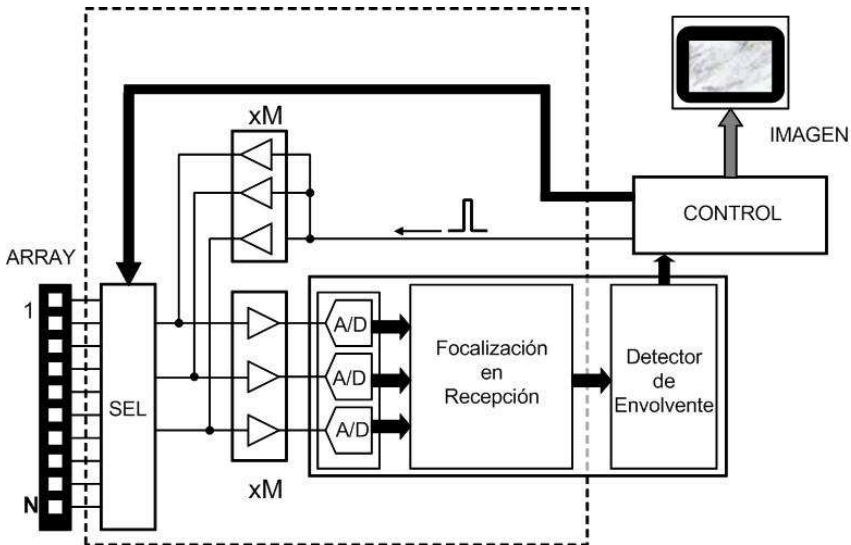 xM
IMAGEN
CONTROL
ARRAY
1
SEL
N
A/D
A/D
A/D
Focalización
en
Recepción
Detector
de
Envolvente
xM